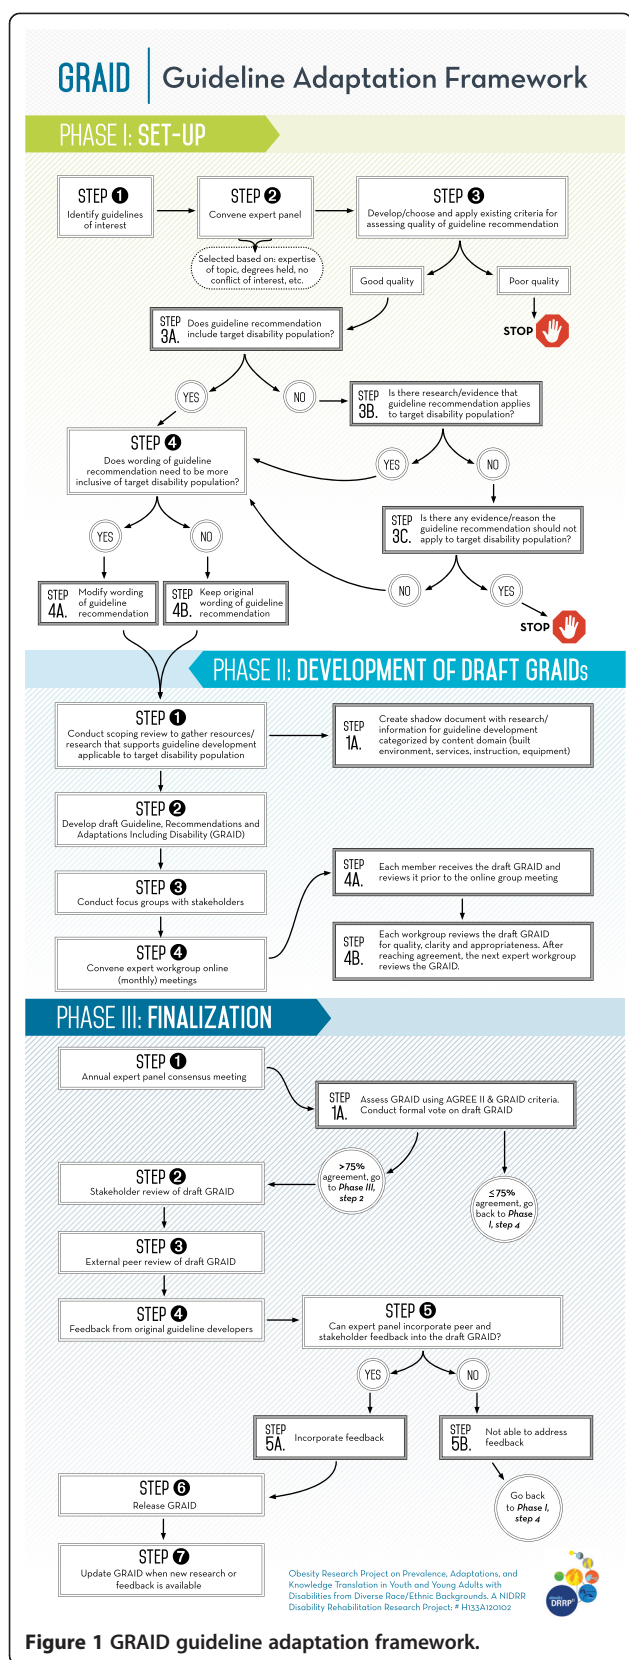 GRAID | Guideline Adaptation Framework
PHASE I: SET-UP
STEP 1
Identify guidelines
of interest
STEP 2
Convene expert panel
STEP 3
Develop/choose and apply existing criteria for
assessing quality of guideline recommendation
Selected based on: expertise
of topic, degrees held, no
conflict of interest, etc.
Good quality
Poor quality
STOP
STEP
3A.
Does guideline recommendation
include target disability population?
YES
NO
STEP
3B.
Is there research/evidence that
guideline recommendation applies
to target disability population?
STEP 4
Does wording of guideline
recommendation need to be more
inclusive of target disability population?
YES
NO
STEP
3C.
Is there any evidence/reason the
guideline recommendation should not
apply to target disability population?
YES
NO
NO
YES
STEP
4A.
Modify wording
of guideline
recommendation
STEP
4B.
Keep original
wording of guideline
recommendation
STOP
PHASE II: DEVELOPMENT OF DRAFT GRAIDs
STEP 1
Conduct scoping review to gather resources/
research that supports guideline development
applicable to target disability population
STEP
1A.
Create shadow document with research/
information for guideline development
categorized by content domain (built
environment, services, instruction, equipment)
STEP 2
Develop draft Guideline, Recommendations and
Adaptations Including Disability (GRAID)
STEP 3
Conduct focus groups with stakeholders
STEP
4A.
Each member receives the draft GRAID and
reviews it prior to the online group meeting
STEP 4
Convene expert workgroup online
(monthly) meetings
STEP
4B.
Each workgroup reviews the draft GRAID
for quality, clarity and appropriateness. After
reaching agreement, the next expert workgroup
reviews the GRAID.
PHASE III: FINALIZATION
STEP 1
Annual expert panel consensus meeting
STEP
1A.
Assess GRAID using AGREE II & GRAID criteria.
Conduct formal vote on draft GRAID
>75%
agreement, go
to Phase III,
step 2
≤75%
agreement, go
back to Phase
I, step 4
STEP 2
Stakeholder review of draft GRAID
STEP 3
External peer review of draft GRAID
STEP 4
Feedback from original guideline developers
STEP 5
Can expert panel incorporate peer and
stakeholder feedback into the draft GRAID?
YES
NO
STEP
5A.
Incorporate feedback
STEP
5B.
Not able to address
feedback
STEP 6
Release GRAID
Go back
to Phase I,
step 4
STEP 7
Update GRAID when new research or
feedback is available
Obesity Research Project on Prevalence, Adaptations, and
Knowledge Translation in Youth and Young Adults with
Disabilities from Diverse Race/Ethnic Backgrounds. A NIDRR
Disability Rehabilitation Research Project: # H133A120102
DRRP
Figure 1 GRAID guideline adaptation framework.